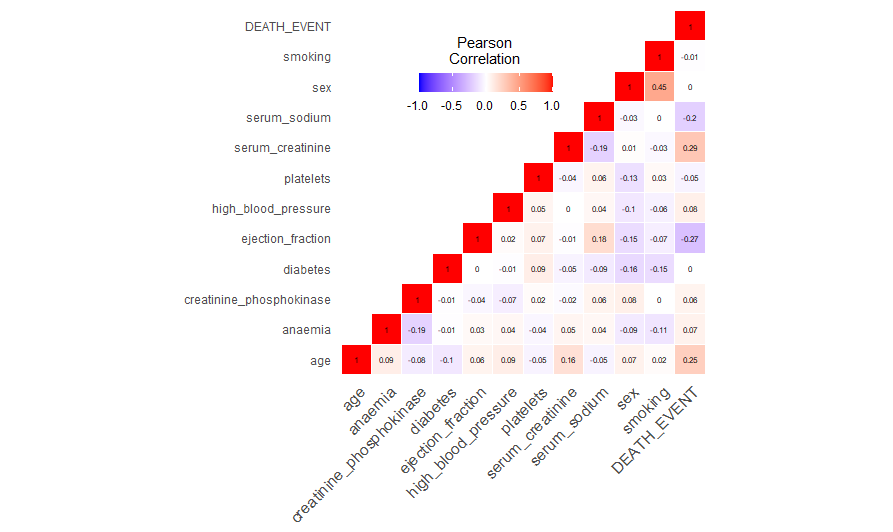 DEATH_EVENT 1
Pearson
Correlation
smoking 1 -0.01
-1.0 -0.5 0.0 0.5 1.0
sex 1 0.45 0
serum_sodium 1 -0.03 0 -0.2
serum_creatinine 1 -0.19 0.01 -0.03 0.29
platelets 1 -0.04 0.06 -0.13 0.03 -0.05
high_blood_pressure 1 0.05 0 0.04 -0.1 -0.06 0.08
ejection_fraction 1 0.02 0.07 -0.01 0.18 -0.15 -0.07 -0.27
diabetes 1 0 -0.01 0.09 -0.05 -0.09 -0.16 -0.15 0
creatinine_phosphokinase 1 -0.01 -0.04 -0.07 0.02 -0.02 0.06 0.08 0 0.06
anaemia 1 -0.19 -0.01 0.03 0.04 -0.04 0.05 0.04 -0.09 -0.11 0.07
age 1 0.09 -0.08 -0.1 0.06 0.09 -0.05 0.16 -0.05 0.07 0.02 0.25
age
anaemia
creatinine_phosphokinase
diabetes
ejection_fraction
high_blood_pressure
platelets
serum_creatinine
serum_sodium
sex
smoking
DEATH_EVENT